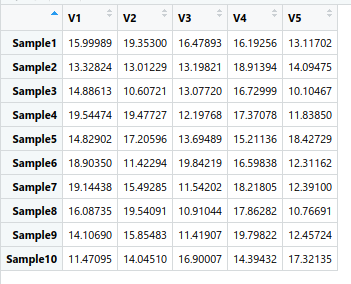 V1 V2 V3 V4 V5
Sample1 15.99989 19.35300 16.47893 16.19256 13.11702
Sample2 13.32824 13.01229 13.19821 18.91394 14.09475
Sample3 14.88613 10.60721 13.07720 16.72999 10.10467
Sample4 19.54474 19.47727 12.19768 17.37078 11.83850
Sample5 14.82902 17.20596 13.69489 15.21136 18.42729
Sample6 18.90350 11.42294 19.84219 16.59838 12.31162
Sample7 19.14438 15.49285 11.54202 18.21805 12.39100
Sample8 16.08735 19.54091 10.91044 17.86282 10.76691
Sample9 14.10690 15.85483 11.41907 19.79822 12.45724
Sample10 11.47095 14.04510 16.90007 14.39432 17.32135